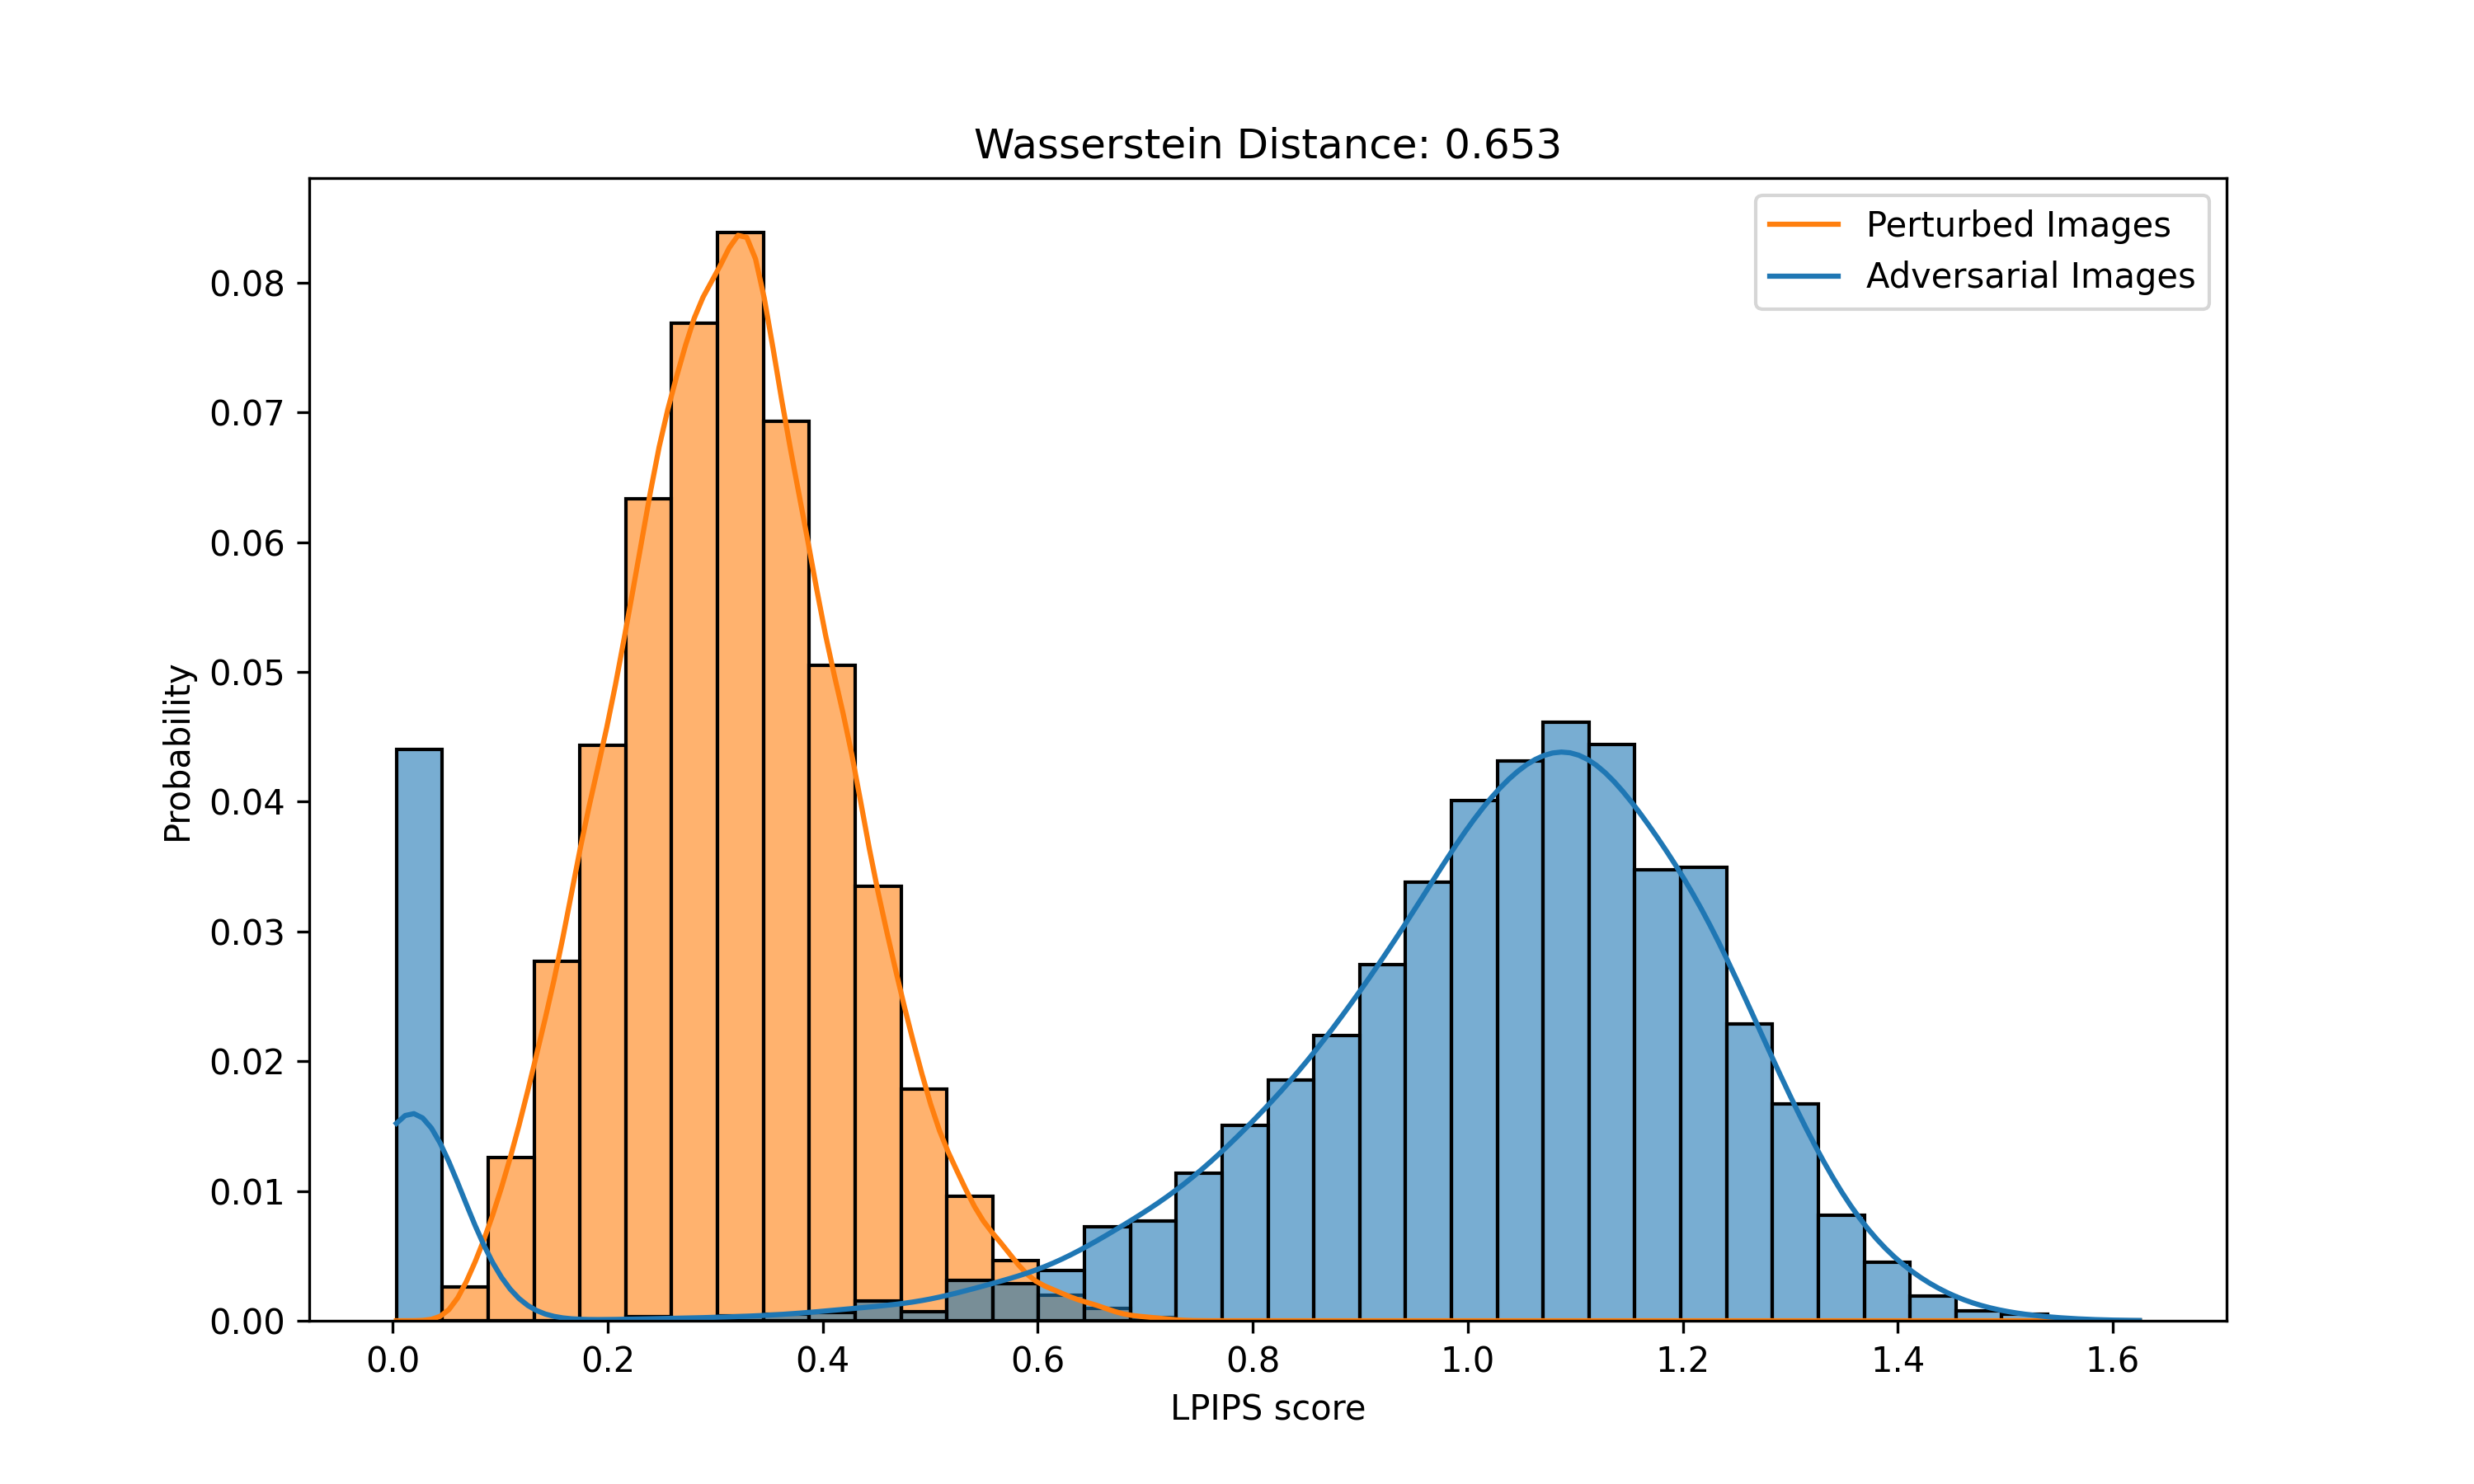 Wasserstein Distance: 0.653
Perturbed Images
Adversarial Images
Probability
0.08
0.07
0.06
0.05
0.04
0.03
0.02
0.01
0.00
0.0 0.2 0.4 0.6 0.8 1.0 1.2 1.4 1.6
LPIPS score